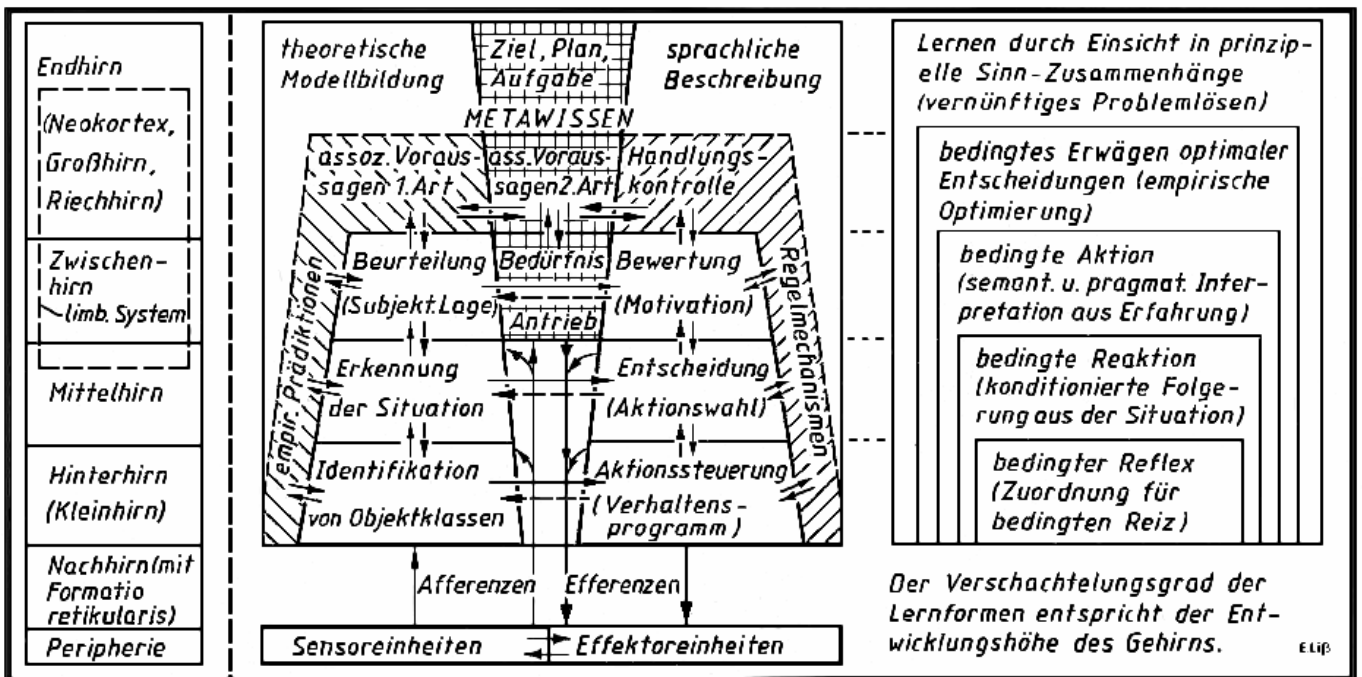 Endhirn
(Neokortex,
Großhirn,
Riechhirn)
Zwischen-
hirn
limb. System
Mittelhirn
Hinterhirn
(Kleinhirn)
Nachhirn (mit
Formatio
retikularis)
Peripherie
theoretische
Modellbildung
Ziel, Plan,
Aufgabe
sprachliche
Beschreibung
METAWISSEN
assoz. Voraus-
sagen 1. Art
ass. Voraus-
sagen 2. Art
Handlungs-
kontrolle
empir. Prädiktionen
Regelmechanismen
Beurteilung
(Subjekt. Lage)
Bedürfnis
Antrieb
Bewertung
(Motivation)
Erkennung
der Situation
Entscheidung
(Aktionswahl)
Identifikation
von Objektklassen
Aktionssteuerung
(Verhaltens-
programm)
Afferenzen
Efferenzen
Sensoreinheiten
Effektoreinheiten
Lernen durch Einsicht in prinzip-
elle Sinn-Zusammenhänge
(vernünftiges Problemlösen)
bedingtes Erwägen optimaler
Entscheidungen (empirische
Optimierung)
bedingte Aktion
(semant. u. pragmat. Inter-
pretation aus Erfahrung)
bedingte Reaktion
(konditionierte Folge-
rung aus der Situation)
bedingter Reflex
(Zuordnung für
bedingten Reiz)
Der Verschachtelungsgrad der
Lernformen entspricht der Ent-
wicklungshöhe des Gehirns.
E.Liß